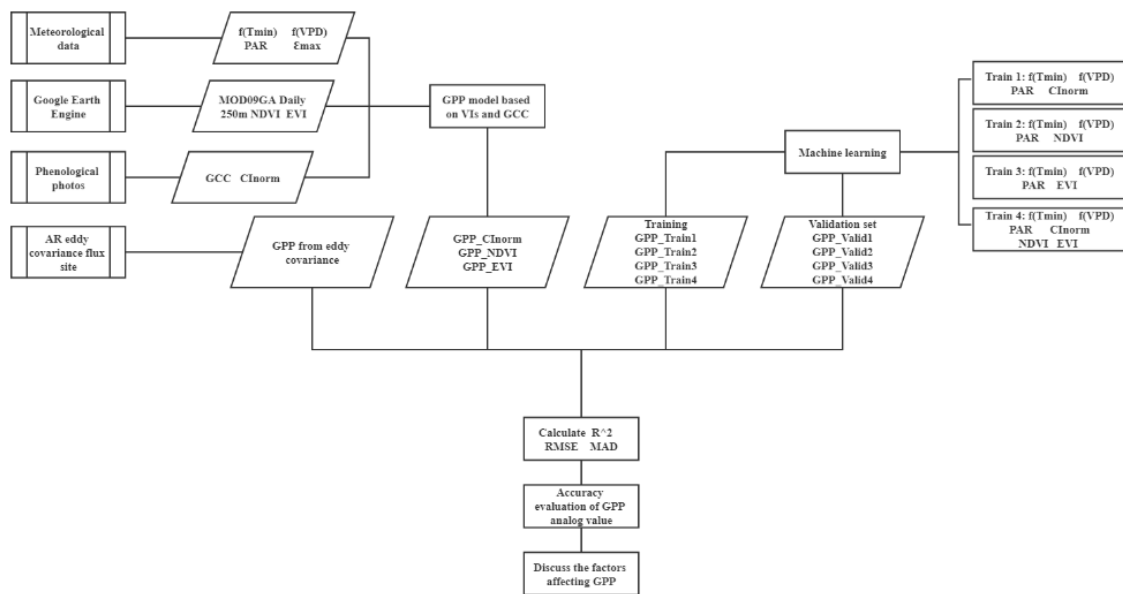 Meteorological
data
f(Tmin) f(VPD)
PAR Ɛmax
Google Earth
Engine
MOD09GA Daily
250m NDVI EVI
Phenological
photos
GCC CInorm
AR eddy
covariance flux
site
GPP from eddy
covariance
GPP model based
on VIs and GCC
GPP_CInorm
GPP_NDVI
GPP_EVI
Machine learning
Training
GPP_Train1
GPP_Train2
GPP_Train3
GPP_Train4
Validation set
GPP_Valid1
GPP_Valid2
GPP_Valid3
GPP_Valid4
Train 1: f(Tmin) f(VPD)
PAR CInorm
Train 2: f(Tmin) f(VPD)
PAR NDVI
Train 3: f(Tmin) f(VPD)
PAR EVI
Train 4: f(Tmin) f(VPD)
PAR CInorm
NDVI EVI
Calculate R^2
RMSE MAD
Accuracy
evaluation of GPP
analog value
Discuss the factors
affecting GPP